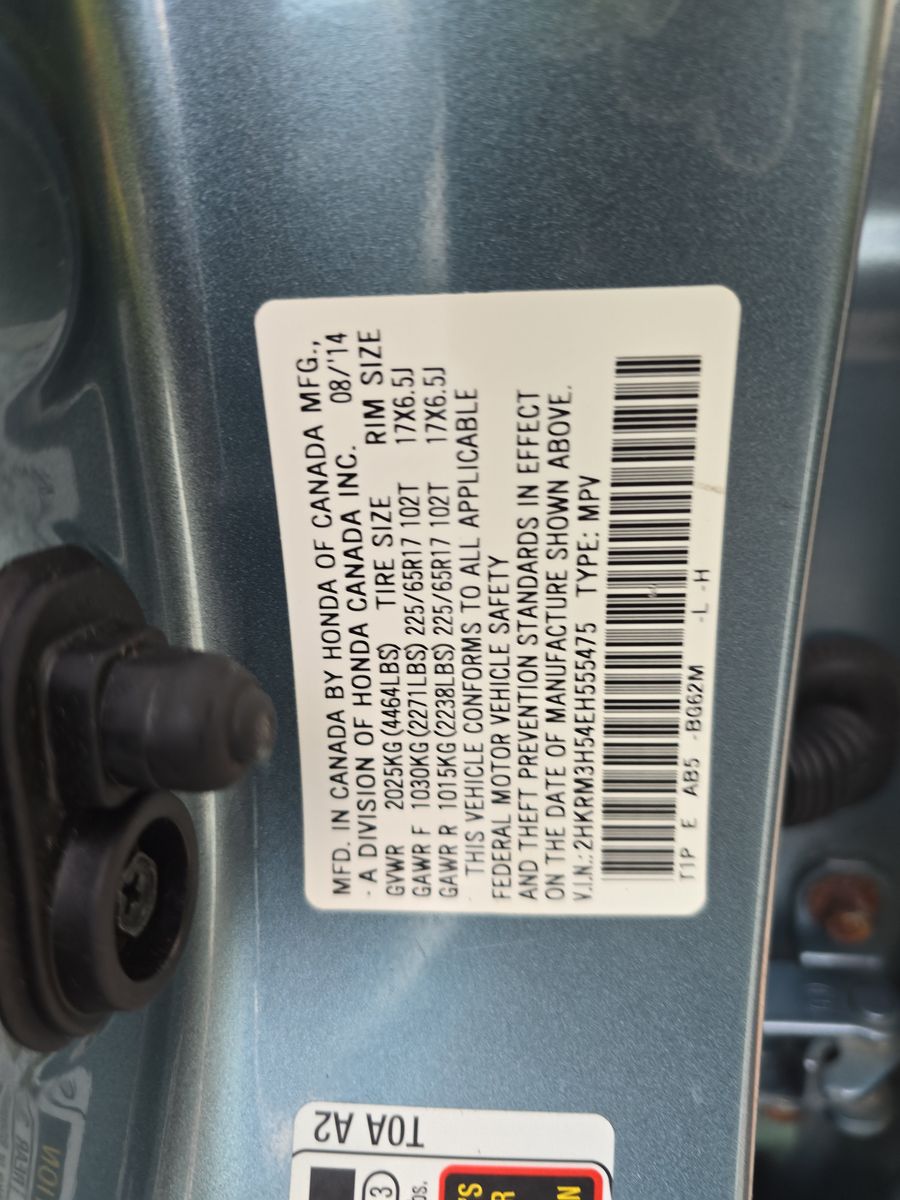 MFD. IN CANADA BY HONDA OF CANADA MFG.,
- A DIVISION OF HONDA CANADA INC. 08/'14
GVWR 2025KG(4464LBS) TIRE SIZE RIM SIZE
GAWR F 1030KG(2271LBS) 225/65R17 102T 17X6.5J
GAWR R 1015KG(2238LBS) 225/65R17 102T 17X6.5J
THIS VEHICLE CONFORMS TO ALL APPLICABLE
FEDERAL MOTOR VEHICLE SAFETY
AND THEFT PREVENTION STANDARDS IN EFFECT
ON THE DATE OF MANUFACTURE SHOWN ABOVE.
V.I.N.:2HKRM3H54EH555475 TYPE: MPV
T1P E AB5 -BG62M -L -H
T0A A2
3